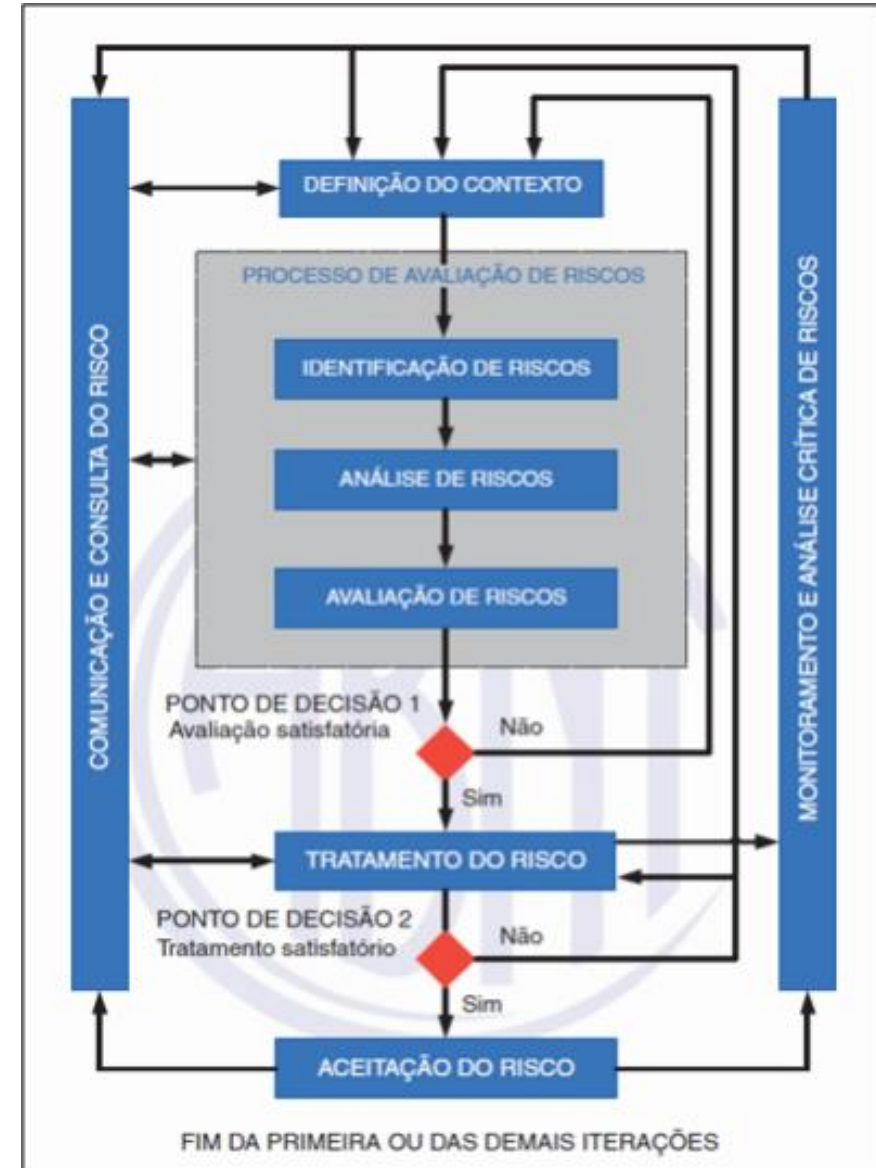 DEFINIÇÃO DO CONTEXTO
PROCESSO DE AVALIAÇÃO DE RISCOS
IDENTIFICAÇÃO DE RISCOS
ANÁLISE DE RISCOS
AVALIAÇÃO DE RISCOS
COMUNICAÇÃO E CONSULTA DO RISCO
MONITORAMENTO E ANÁLISE CRÍTICA DE RISCOS
PONTO DE DECISÃO 1
Avaliação satisfatória
Não
Sim
TRATAMENTO DO RISCO
PONTO DE DECISÃO 2
Tratamento satisfatório
Não
Sim
ACEITAÇÃO DO RISCO
FIM DA PRIMEIRA OU DAS DEMAIS ITERAÇÕES
ABNT